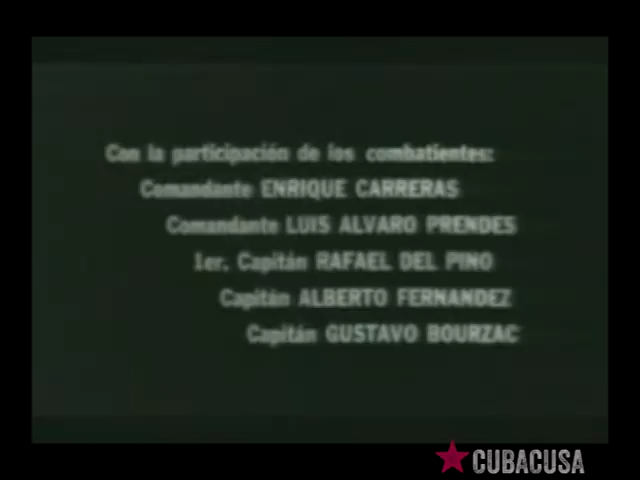 Con la participación de los combatientes:
Comandante ENRIQUE CARRERAS
Comandante LUIS ALVARO PRENDES
1er. Capitán RAFAEL DEL PINO
Capitán ALBERTO FERNANDEZ
Capitán GUSTAVO BOURZAC
CUBACUSA